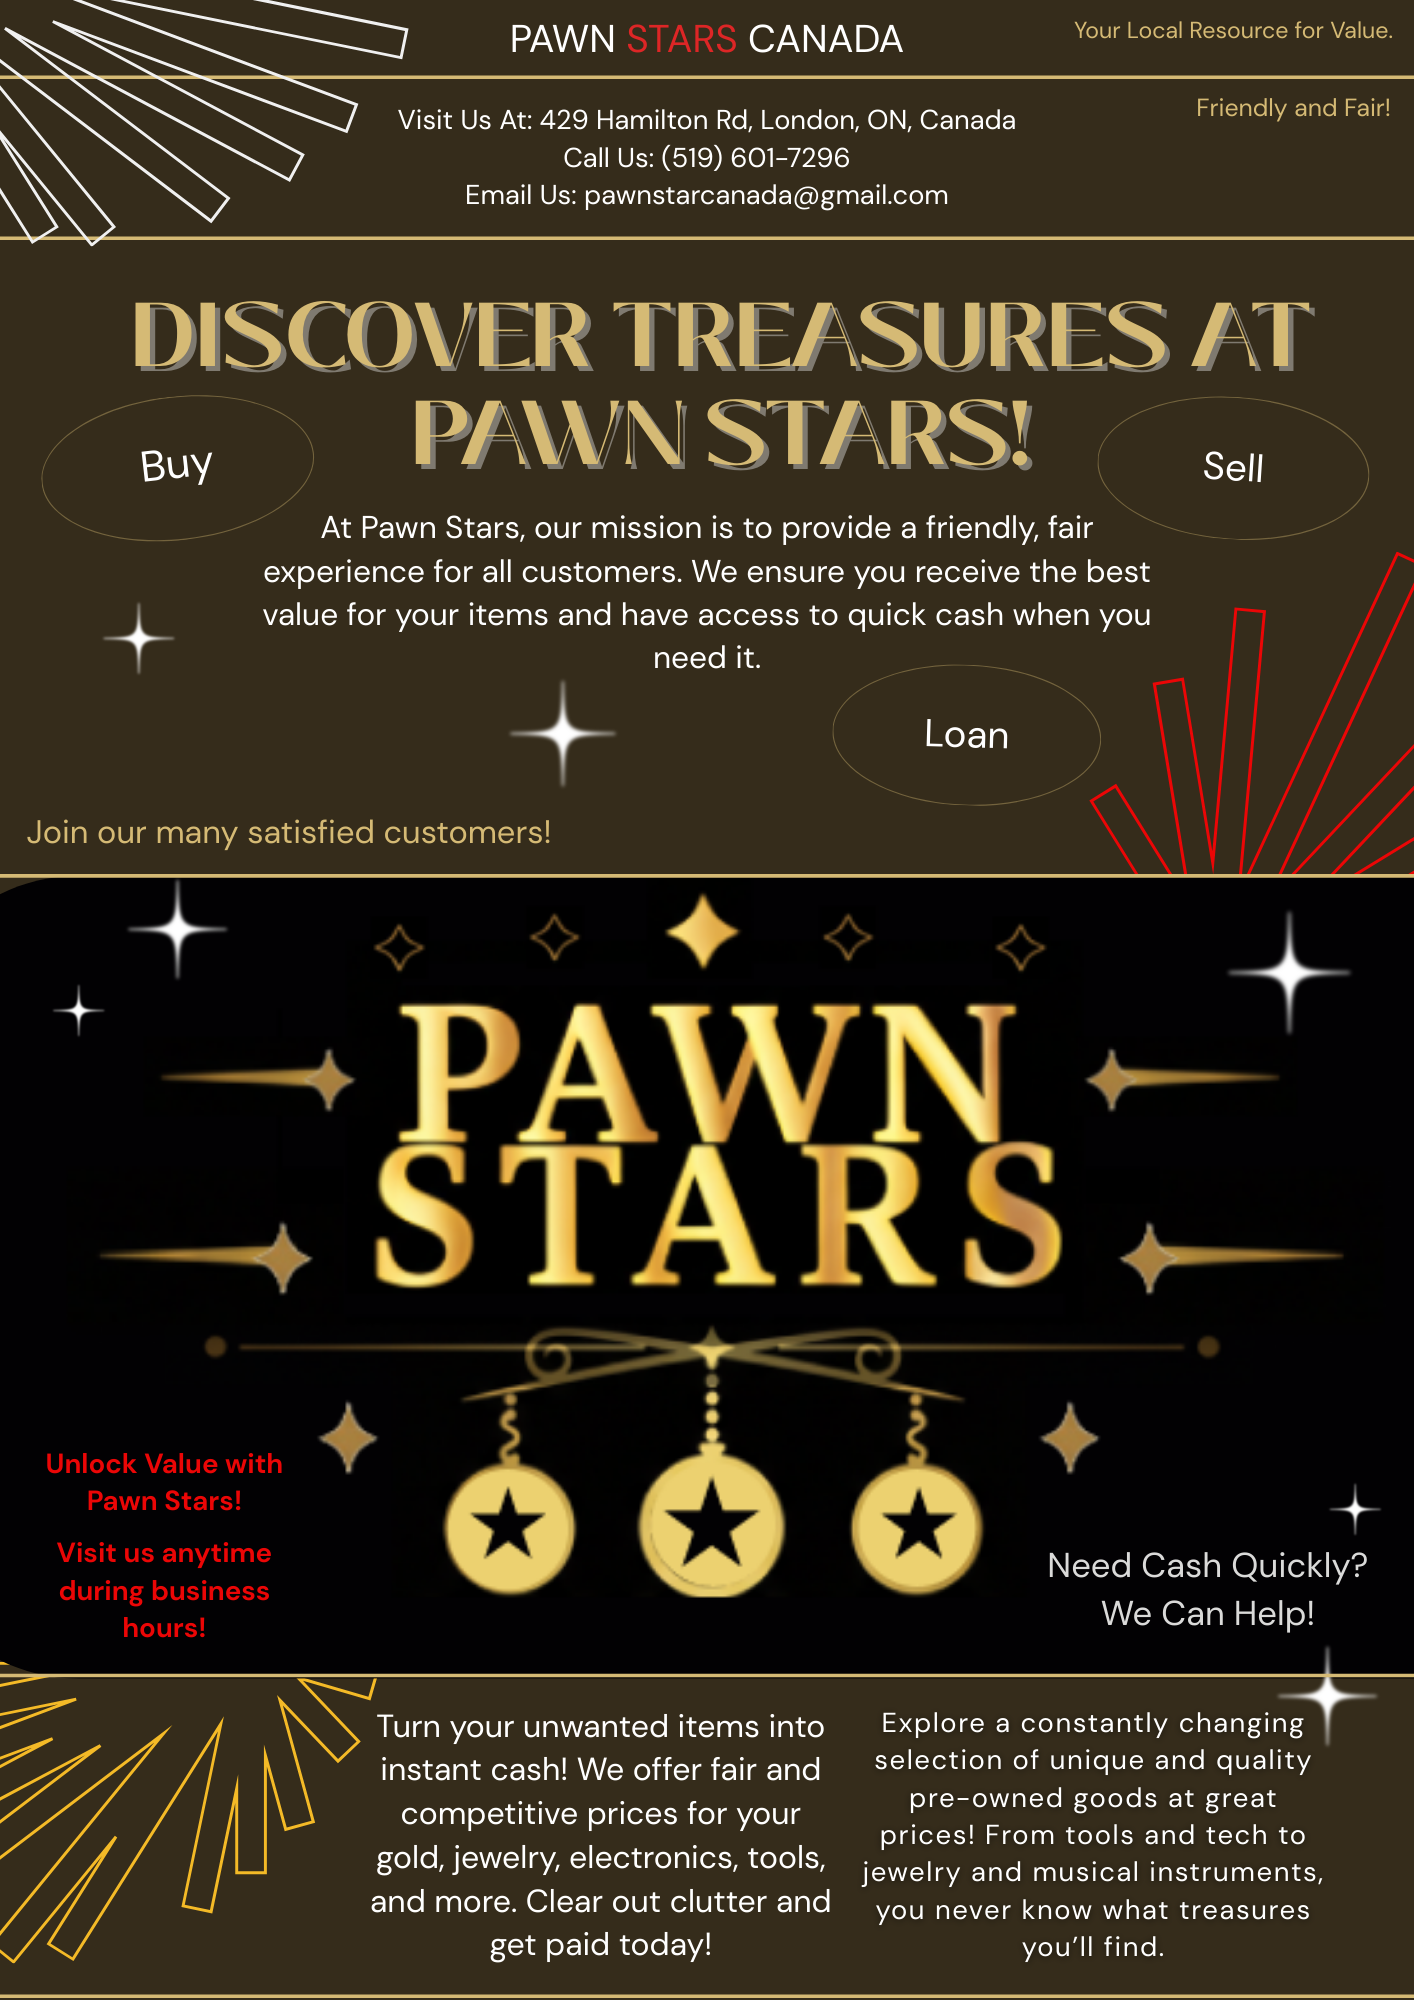 PAWN STARS CANADA
Your Local Resource for Value.
Friendly and Fair!
Visit Us At: 429 Hamilton Rd, London, ON, Canada
Call Us: (519) 601-7296
Email Us: pawnstarcanada@gmail.com
DISCOVER TREASURES AT
PAWN STARS!
Buy
Sell
At Pawn Stars, our mission is to provide a friendly, fair
experience for all customers. We ensure you receive the best
value for your items and have access to quick cash when you
need it.
Loan
Join our many satisfied customers!
PAWN
STARS
Unlock Value with
Pawn Stars!
Visit us anytime
during business
hours!
Need Cash Quickly?
We Can Help!
Turn your unwanted items into
instant cash! We offer fair and
competitive prices for your
gold, jewelry, electronics, tools,
and more. Clear out clutter and
get paid today!
Explore a constantly changing
selection of unique and quality
pre-owned goods at great
prices! From tools and tech to
jewelry and musical instruments,
you never know what treasures
you'll find.